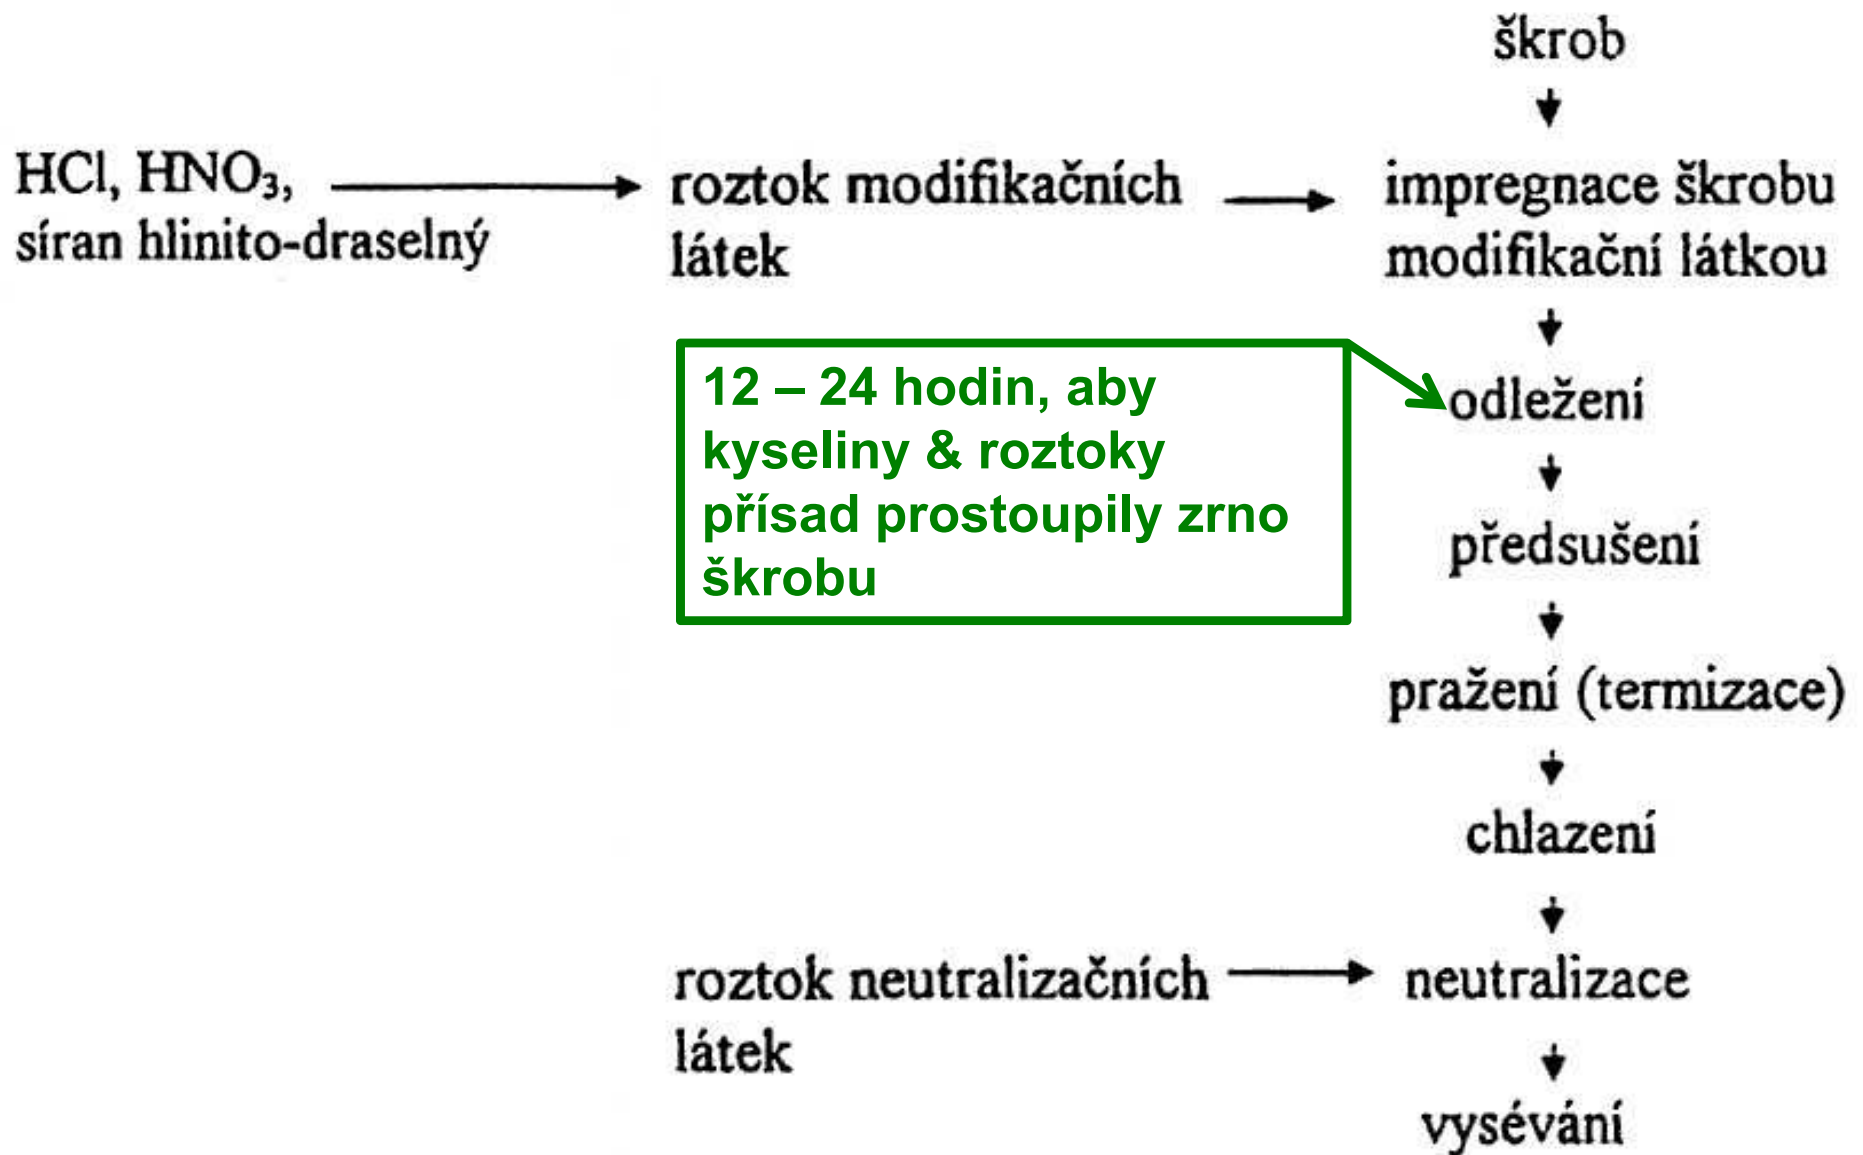 škrob
HCl, HNO₃,
síran hlinito-draselný
roztok modifikačních
látek
impregnace škrobu
modifikační látkou
12 – 24 hodin, aby
kyseliny & roztoky
přísad prostoupily zrno
škrobu
odležení
předsušení
pražení (termizace)
chlazení
roztok neutralizačních
látek
neutralizace
vysévání